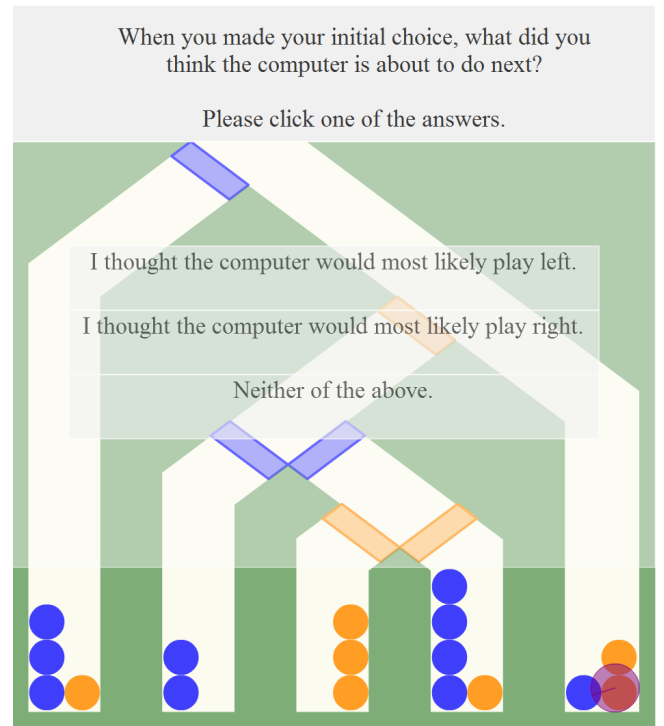 When you made your initial choice, what did you
think the computer is about to do next?
Please click one of the answers.
I thought the computer would most likely play left.
I thought the computer would most likely play right.
Neither of the above.